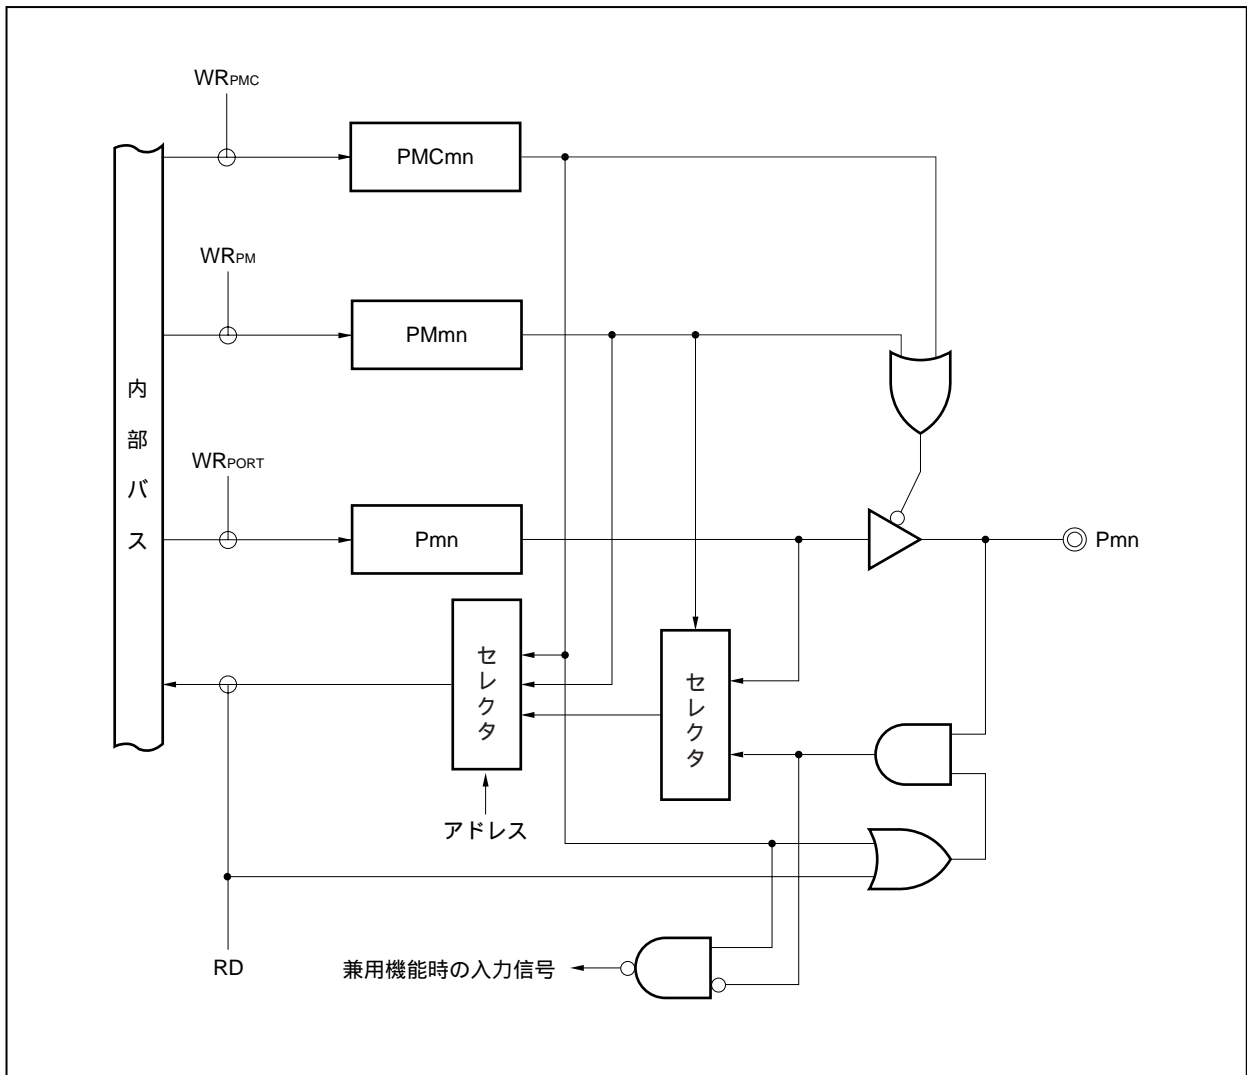 WRPMC
PMCmn
WRPM
PMmn
内部バス
WRPORT
Pmn
Pmn
セレクタ
セレクタ
アドレス
RD
兼用機能時の入力信号